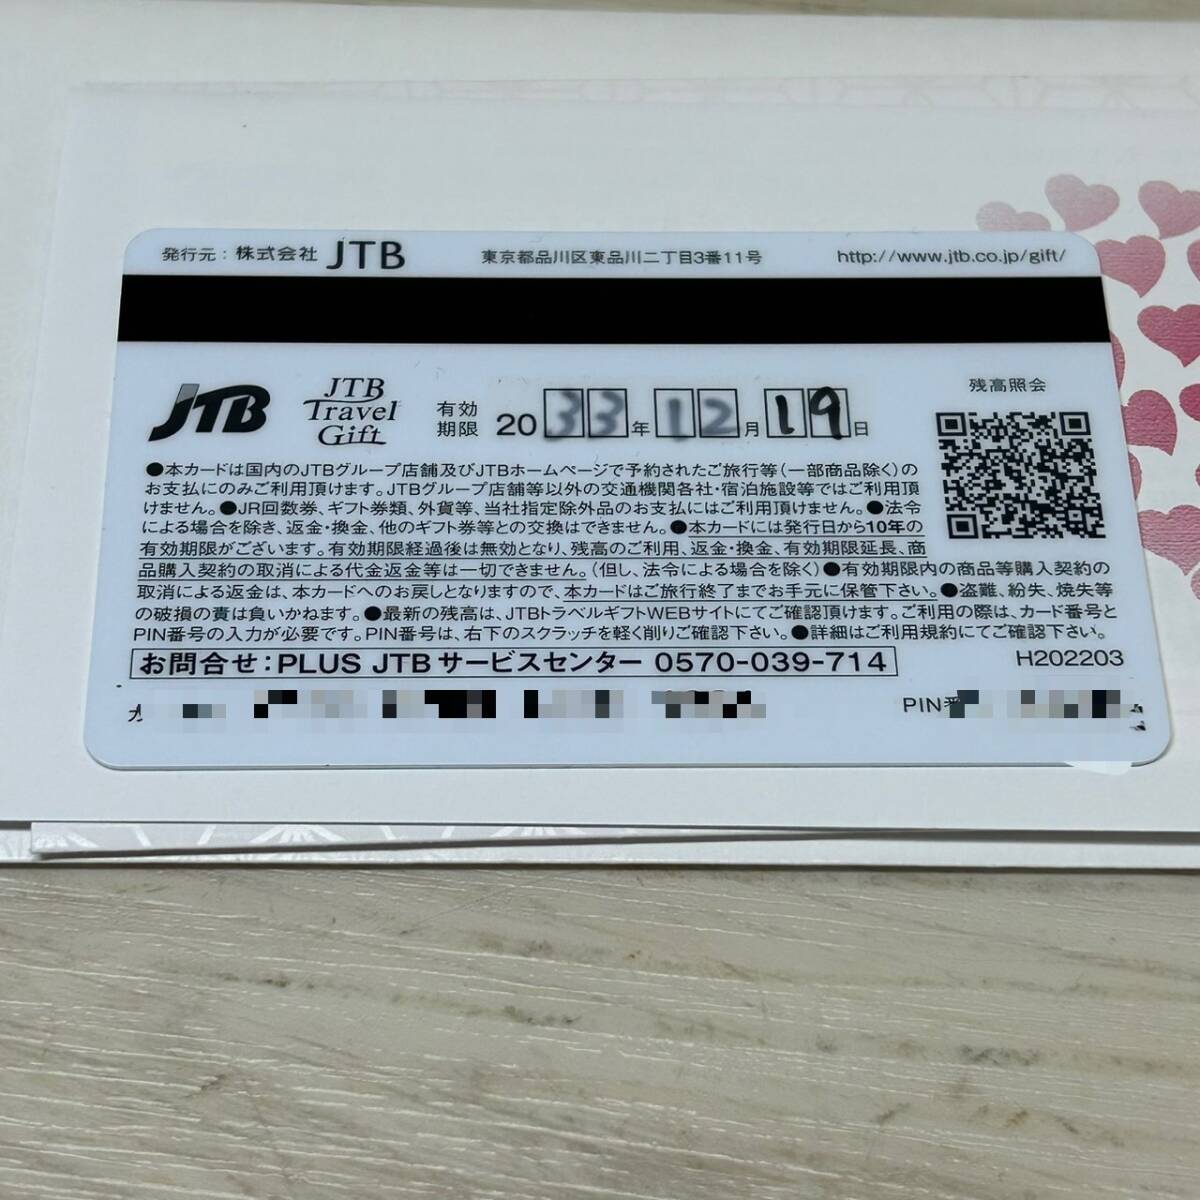 発行元：株式会社 JTB 東京都品川区東品川二丁目3番11号 http://www.jtb.co.jp/gift/
JTB
JTB
Travel
Gift
有効期限 2033年12月19日
残高照会
●本カードは国内のJTBグループ店舗及びJTBホームページで予約されたご旅行等（一部商品除く）の
お支払にのみご利用頂けます。JTBグループ店舗等以外の交通機関各社・宿泊施設等ではご利用頂
けません。●JR回数券、ギフト券類、外貨等、当社指定除外品のお支払にはご利用頂けません。●法令
による場合を除き、返金・換金、他のギフト券等との交換はできません。●本カードには発行日から10年の
有効期限がございます。有効期限経過後は無効となり、残高のご利用、返金・換金、有効期限延長、商
品購入契約の取消による代金返金等は一切できません。（但し、法令による場合を除く）●有効期限内の商品等購入契約の
取消による返金は、本カードへのお戻しとなりますので、本カードはご旅行終了までお手元に保管下さい。●盗難、紛失、焼失等
の破損の責は負いかねます。●最新の残高は、JTBトラベルギフトWEBサイトにてご確認頂けます。ご利用の際は、カード番号と
PIN番号の入力が必要です。PIN番号は、右下のスクラッチを軽く削りご確認下さい。●詳細はご利用規約にてご確認下さい。
お問合せ：PLUS JTBサービスセンター 0570-039-714
H202203
PIN番